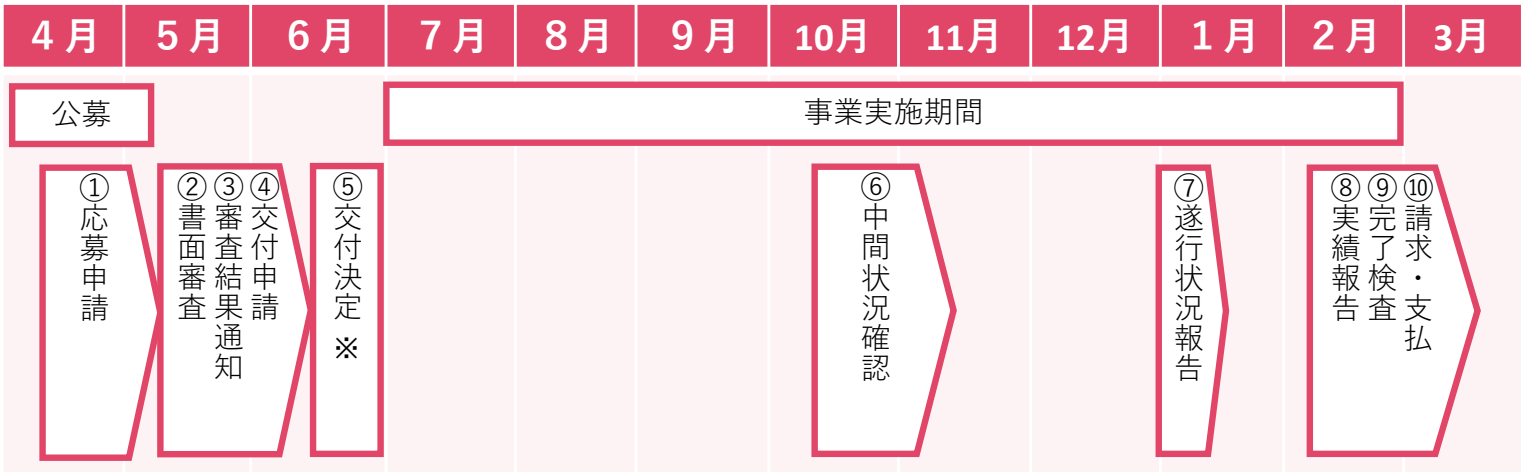 4月 5月 6月 7月 8月 9月 10月 11月 12月 1月 2月 3月
公募
事業実施期間
①応募申請
②書面審査
③審査結果通知
④交付申請
⑤交付決定※
⑥中間状況確認
⑦遂行状況報告
⑧実績報告
⑨完了検査
⑩請求・支払